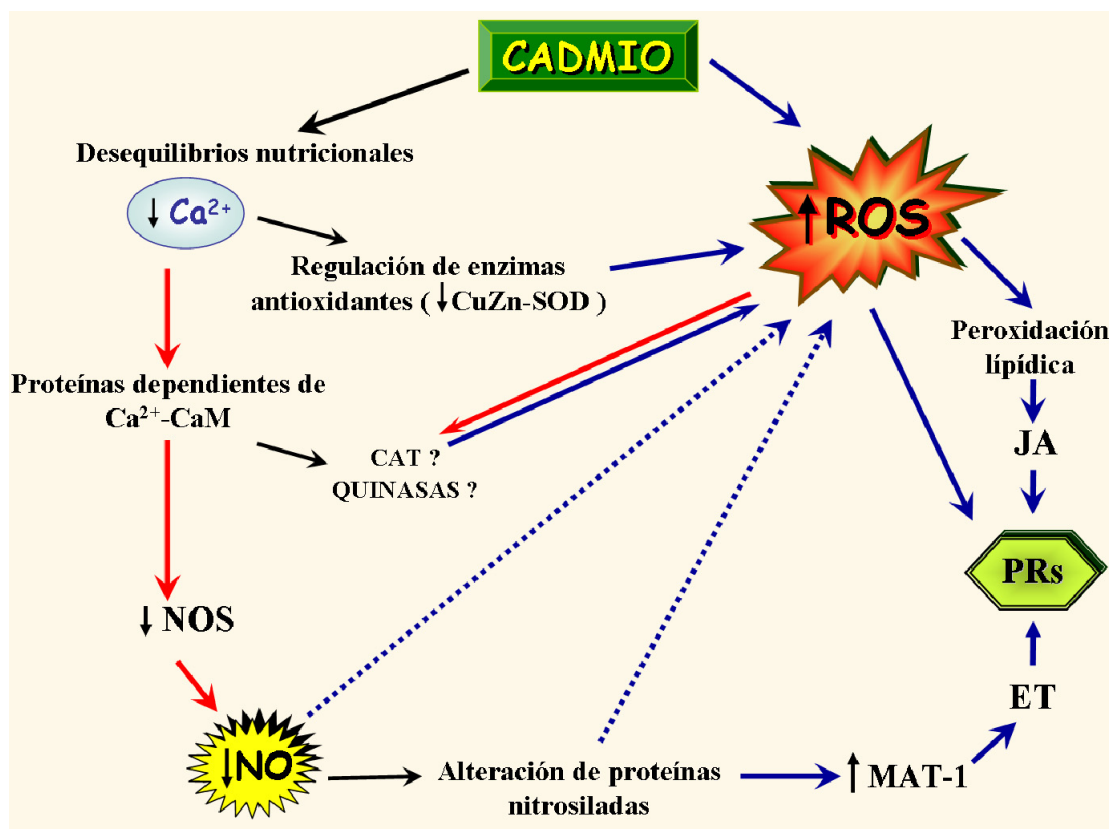 CADMIO
Desequilibrios nutricionales
↓ Ca²⁺
↑ROS
Regulación de enzimas
antioxidantes ( ↓CuZn-SOD )
Peroxidación
lípídica
Proteínas dependientes de
Ca²⁺-CaM
JA
CAT ?
QUINASAS ?
PRs
↓ NOS
ET
↓NO
Alteración de proteínas
nitrosiladas
↑ MAT-1